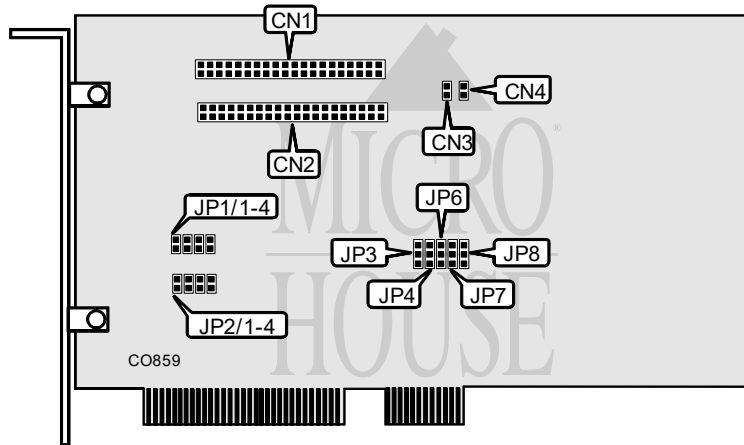 CN1
CN4
CN3
CN2
MICRO
HOUSE
®
JP1/1-4
JP6
JP3
JP8
JP4
JP7
JP2/1-4
CO859